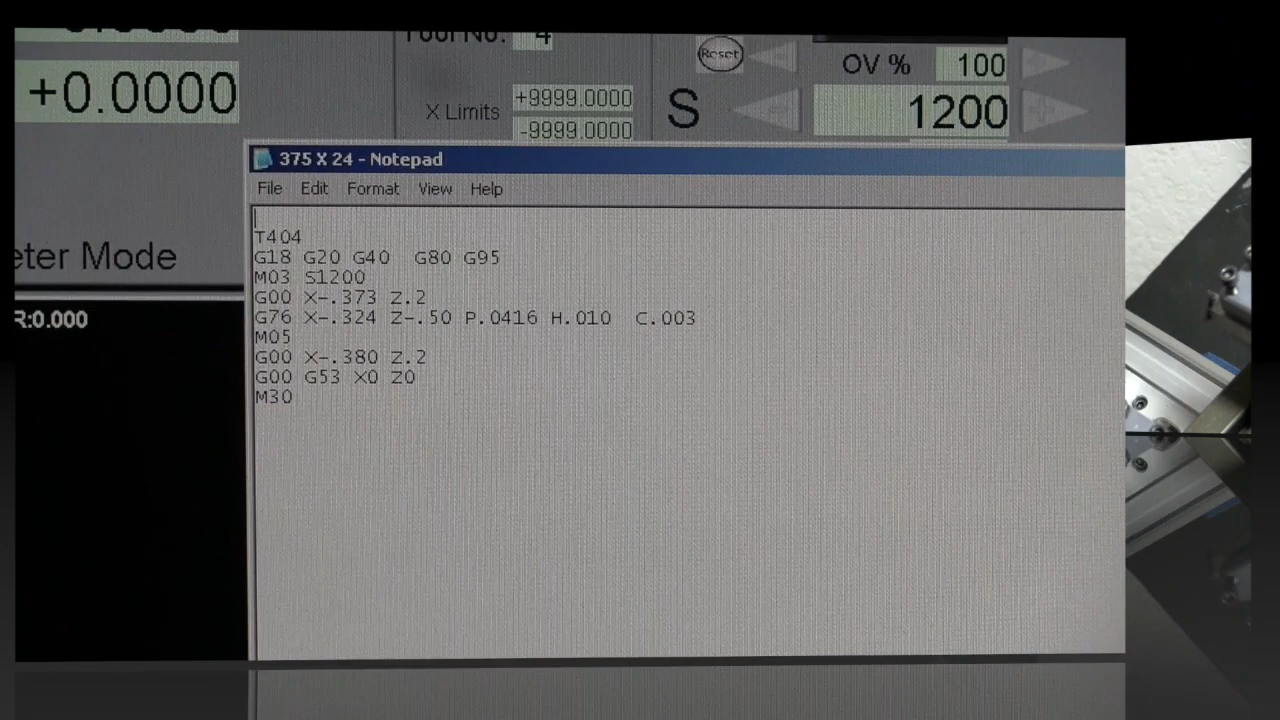 Tool No. 4
+0.0000
X Limits
+9999.0000
-9999.0000
Reset
OV % 100
S 1200
375 X 24 - Notepad
File Edit Format View Help
T404
G18 G20 G40 G80 G95
M03 S1200
G00 X-.373 Z.2
G76 X-.324 Z-.50 P.0416 H.010 C.003
M05
G00 X-.380 Z.2
G00 G53 X0 Z0
M30
eter Mode
R:0.000